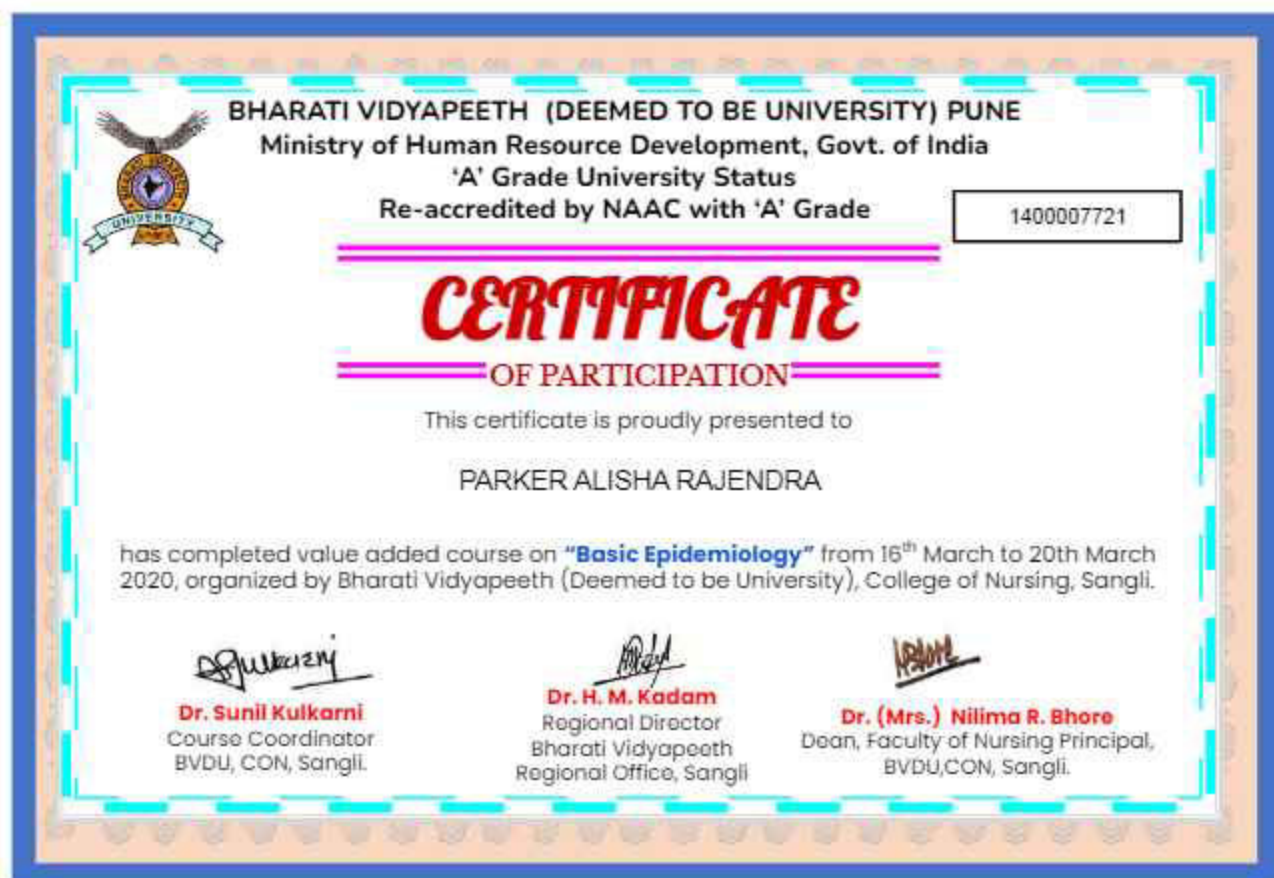 BHARATI VIDYAPEETH (DEEMED TO BE UNIVERSITY) PUNE
Ministry of Human Resource Development, Govt. of India
‘A’ Grade University Status
Re-accredited by NAAC with ‘A’ Grade
1400007721
BHARATI VIDYAPEETH
UNIVERSITY
CERTIFICATE
OF PARTICIPATION
This certificate is proudly presented to
PARKER ALISHA RAJENDRA
has completed value added course on "Basic Epidemiology" from 16th March to 20th March
2020, organized by Bharati Vidyapeeth (Deemed to be University), College of Nursing, Sangli.
Dr. Sunil Kulkarni
Course Coordinator
BVDU, CON, Sangli.
Dr. H. M. Kadam
Regional Director
Bharati Vidyapeeth
Regional Office, Sangli
Dr. (Mrs.) Nilima R. Bhore
Dean, Faculty of Nursing Principal,
BVDU,CON, Sangli.